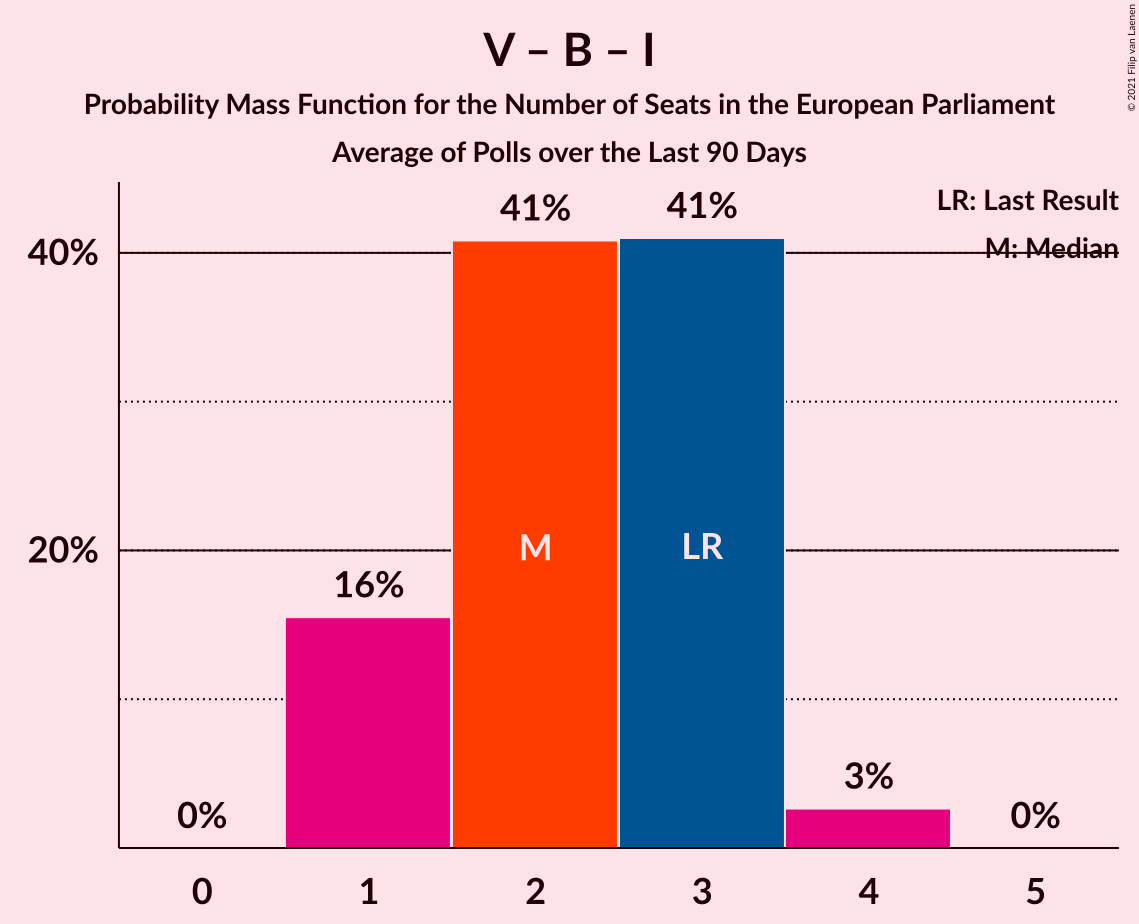 V – B – I
Probability Mass Function for the Number of Seats in the European Parliament
Average of Polls over the Last 90 Days
© 2021 Filip van Laenen
LR: Last Result
M: Median
40%
20%
0%
16%
41%
41%
3%
0%
M
LR
0 1 2 3 4 5